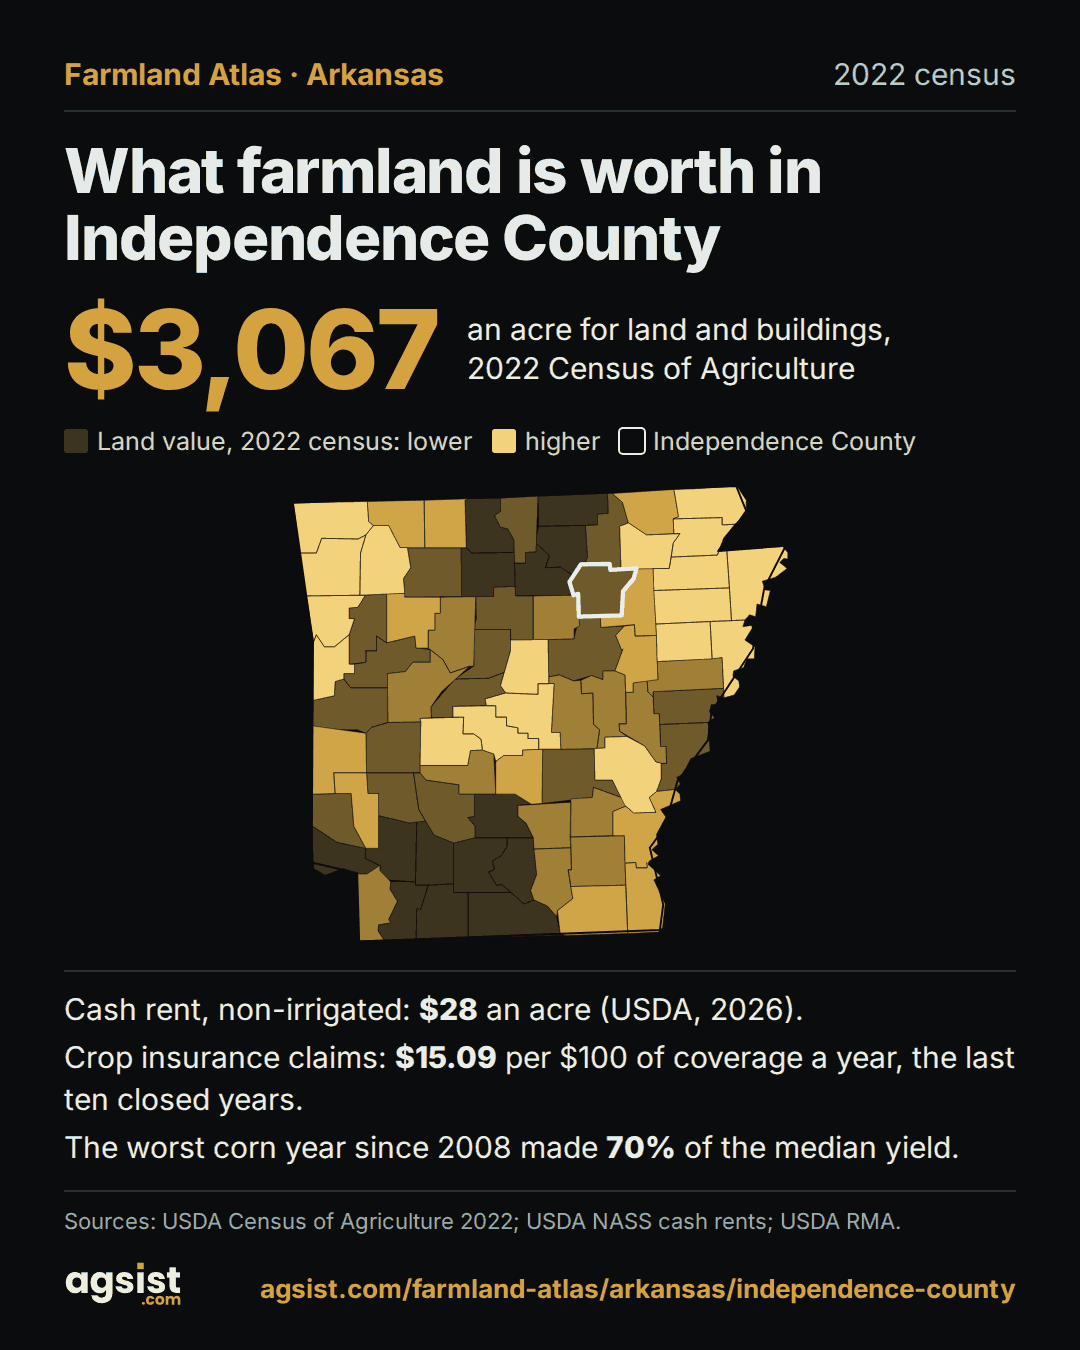 Farmland Atlas · Arkansas
2022 census
What farmland is worth in
Independence County
$3,067
an acre for land and buildings,
2022 Census of Agriculture
Land value, 2022 census: lower
higher
Independence County
Cash rent, non-irrigated: $28 an acre (USDA, 2026).
Crop insurance claims: $15.09 per $100 of coverage a year, the last
ten closed years.
The worst corn year since 2008 made 70% of the median yield.
Sources: USDA Census of Agriculture 2022; USDA NASS cash rents; USDA RMA.
agsist
.com
agsist.com/farmland-atlas/arkansas/independence-county